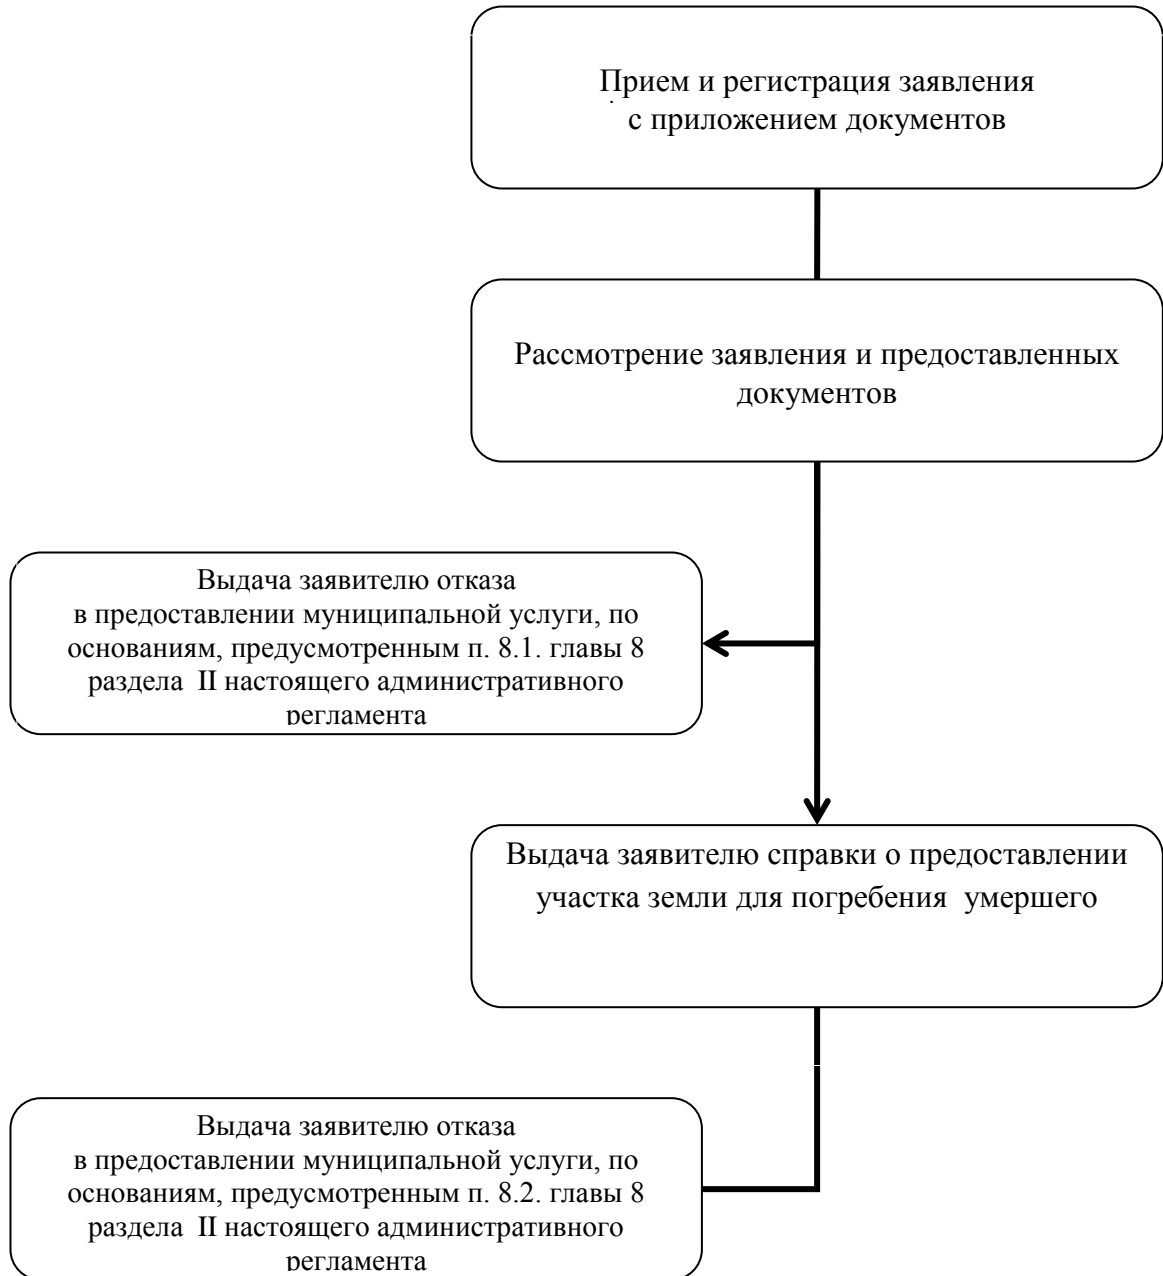 Прием и регистрация заявления
с приложением документов
Рассмотрение заявления и предоставленных
документов
Выдача заявителю отказа
в предоставлении муниципальной услуги, по
основаниям, предусмотренным п. 8.1. главы 8
раздела II настоящего административного
регламента
Выдача заявителю справки о предоставлении
участка земли для погребения умершего
Выдача заявителю отказа
в предоставлении муниципальной услуги, по
основаниям, предусмотренным п. 8.2. главы 8
раздела II настоящего административного
регламента